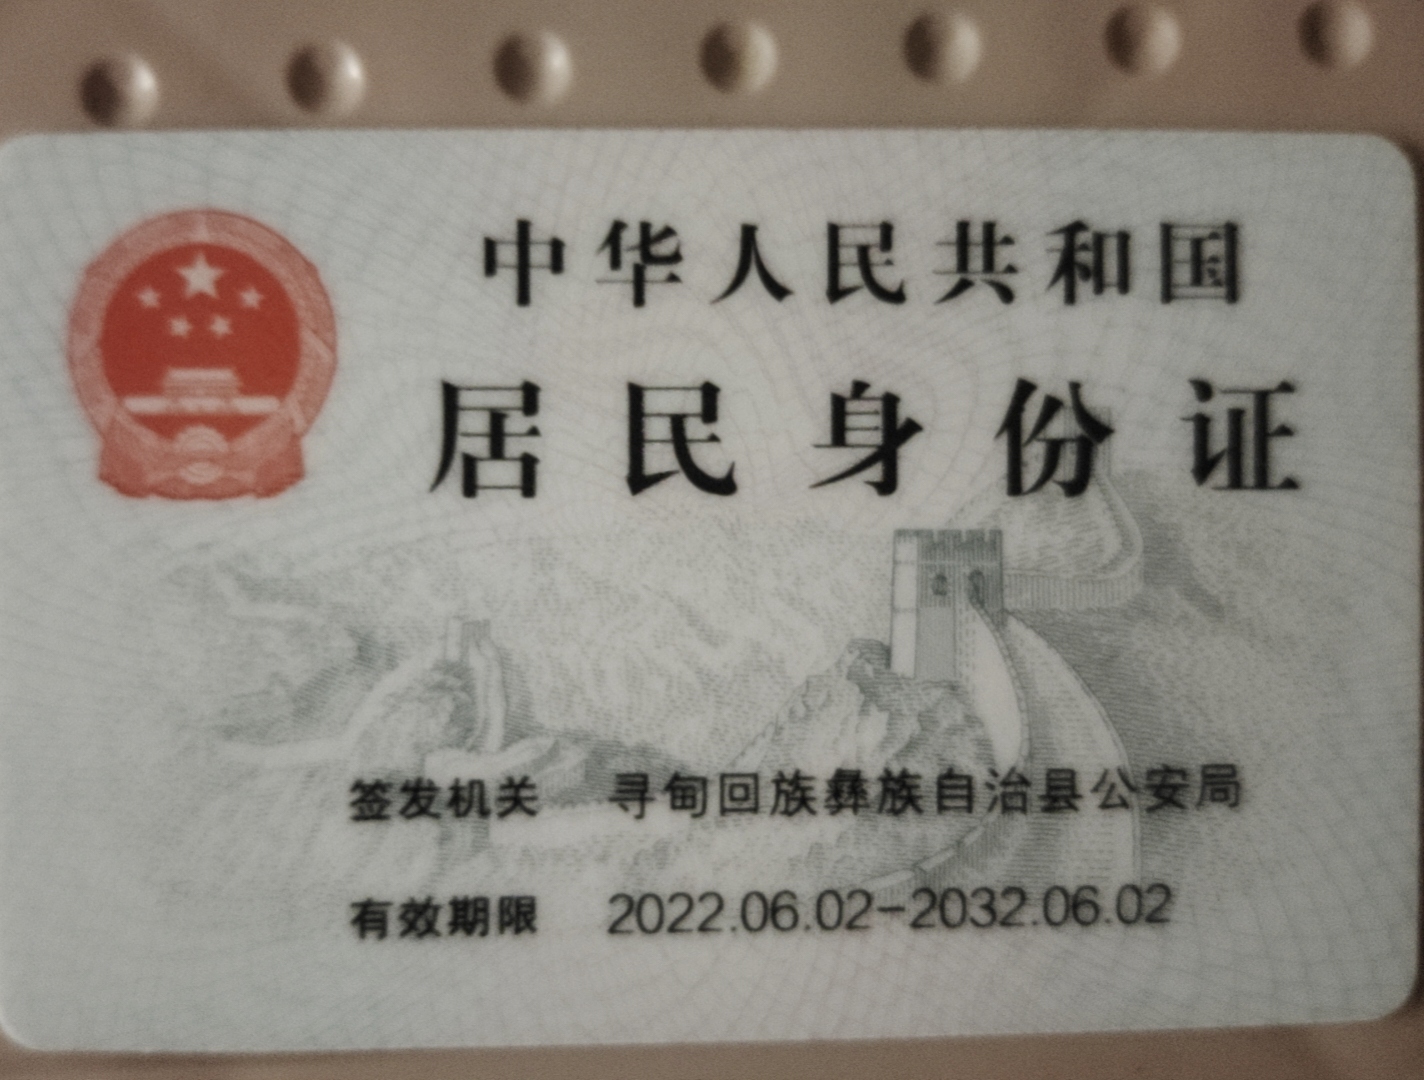 中华人民共和国
居民身份证
签发机关 寻甸回族彝族自治县公安局
有效期限 2022.06.02-2032.06.02